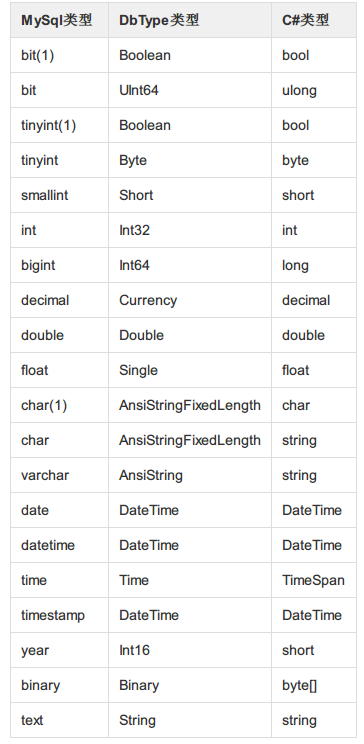 MySql类型 DbType类型 C#类型
bit(1) Boolean bool
bit UInt64 ulong
tinyint(1) Boolean bool
tinyint Byte byte
smallint Short short
int Int32 int
bigint Int64 long
decimal Currency decimal
double Double double
float Single float
char(1) AnsiStringFixedLength char
char AnsiStringFixedLength string
varchar AnsiString string
date DateTime DateTime
datetime DateTime DateTime
time Time TimeSpan
timestamp DateTime DateTime
year Int16 short
binary Binary byte[]
text String string